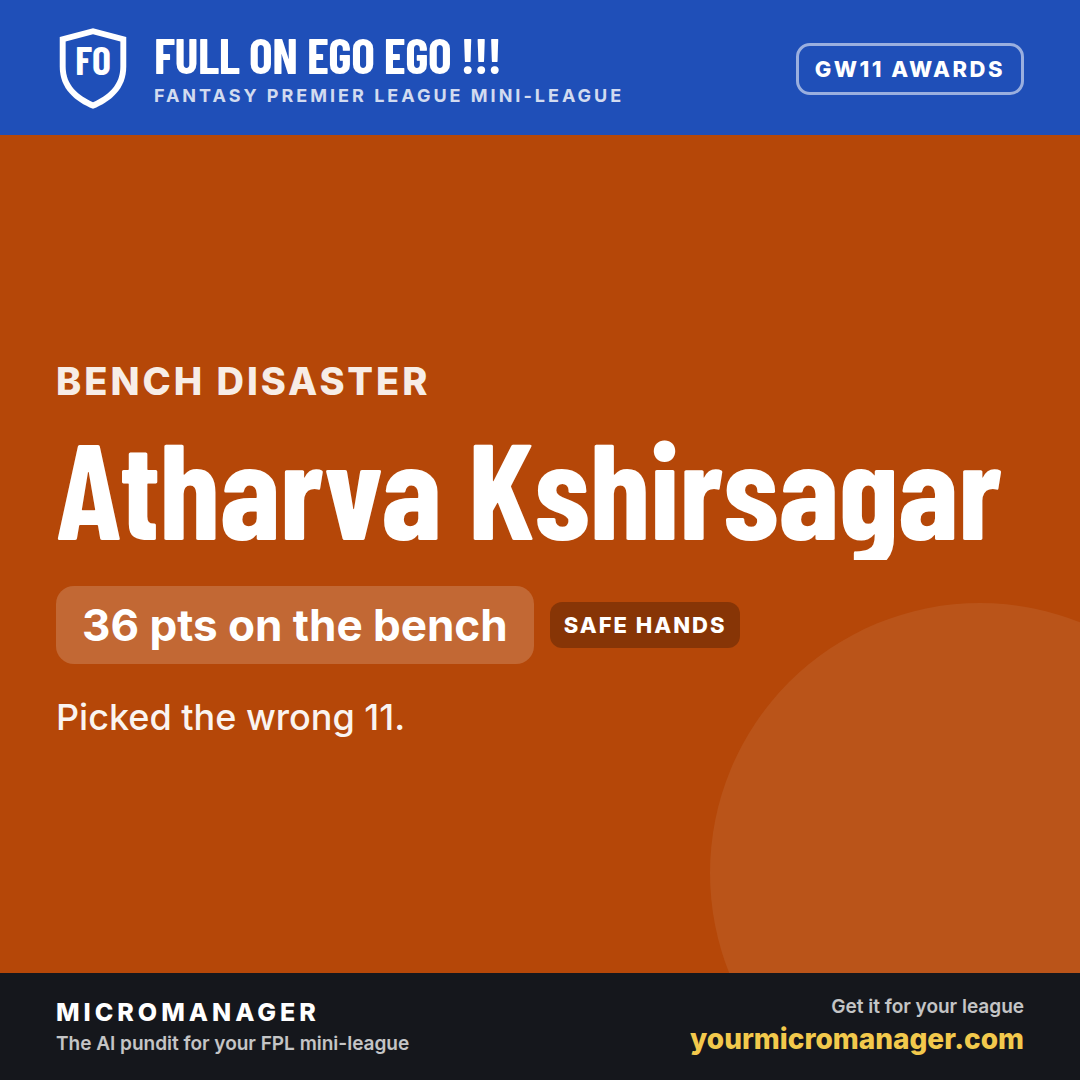 FO
FULL ON EGO EGO !!!
FANTASY PREMIER LEAGUE MINI-LEAGUE
GW11 AWARDS
BENCH DISASTER
Atharva Kshirsagar
36 pts on the bench
SAFE HANDS
Picked the wrong 11.
MICROMANAGER
The AI pundit for your FPL mini-league
Get it for your league
yourmicromanager.com